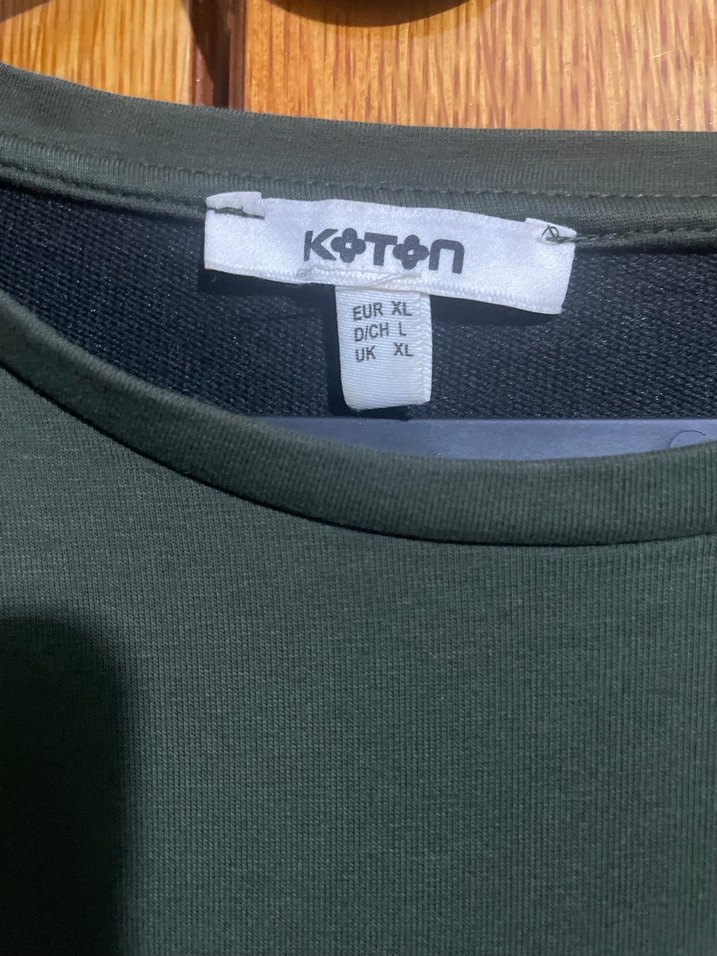 KOTON
EUR XL
D/CH L
UK XL